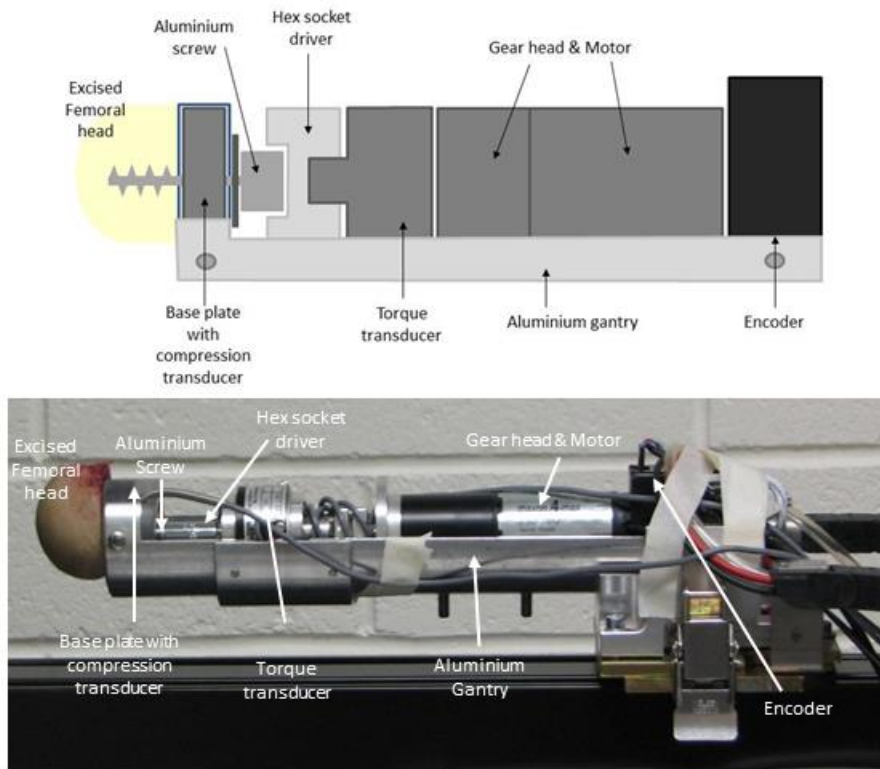 Aluminium
screw
Hex socket
driver
Gear head & Motor
Excised
Femoral
head
Base plate
with
compression
transducer
Torque
transducer
Aluminium gantry
Encoder
Excised
Femoral
head
Aluminium
Screw
Hex socket
driver
Gear head & Motor
Base plate with
compression
transducer
Torque
transducer
Aluminium
Gantry
Encoder